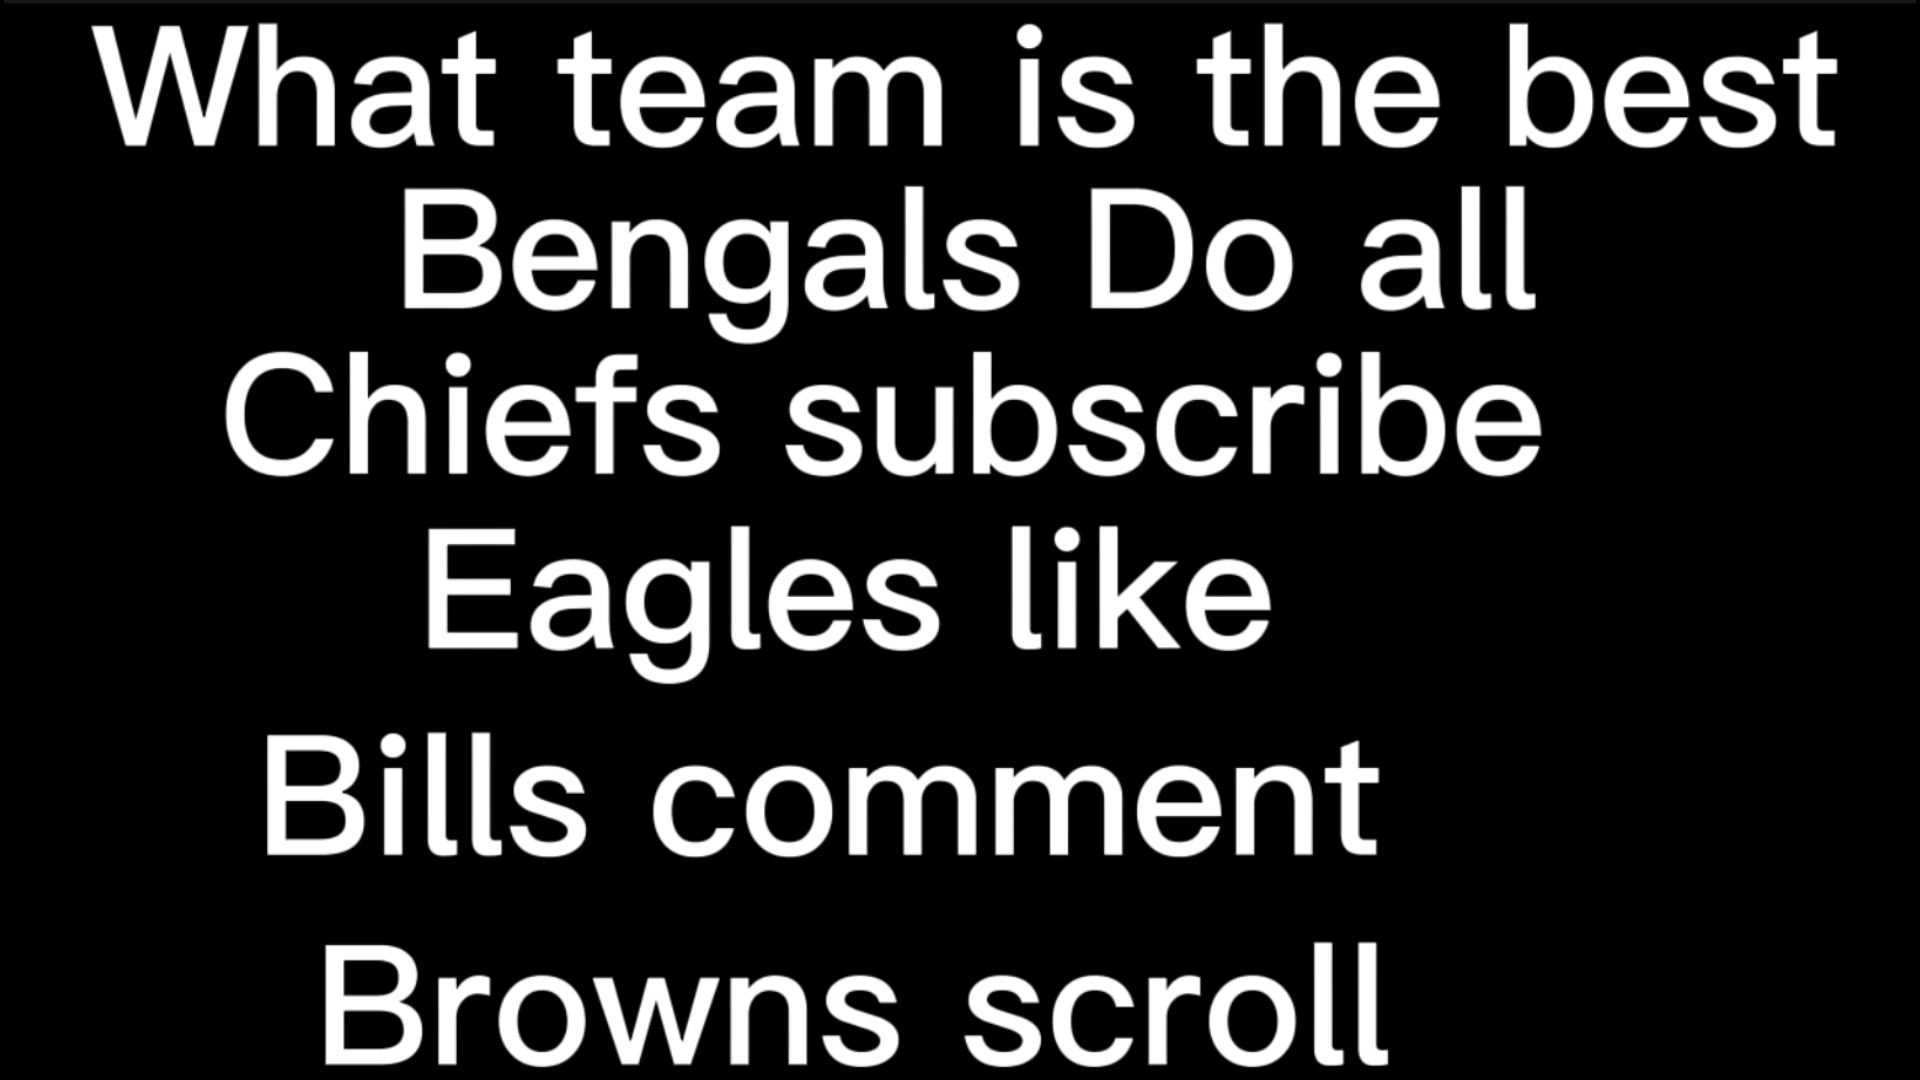 What team is the best
Bengals Do all
Chiefs subscribe
Eagles like
Bills comment
Browns scroll